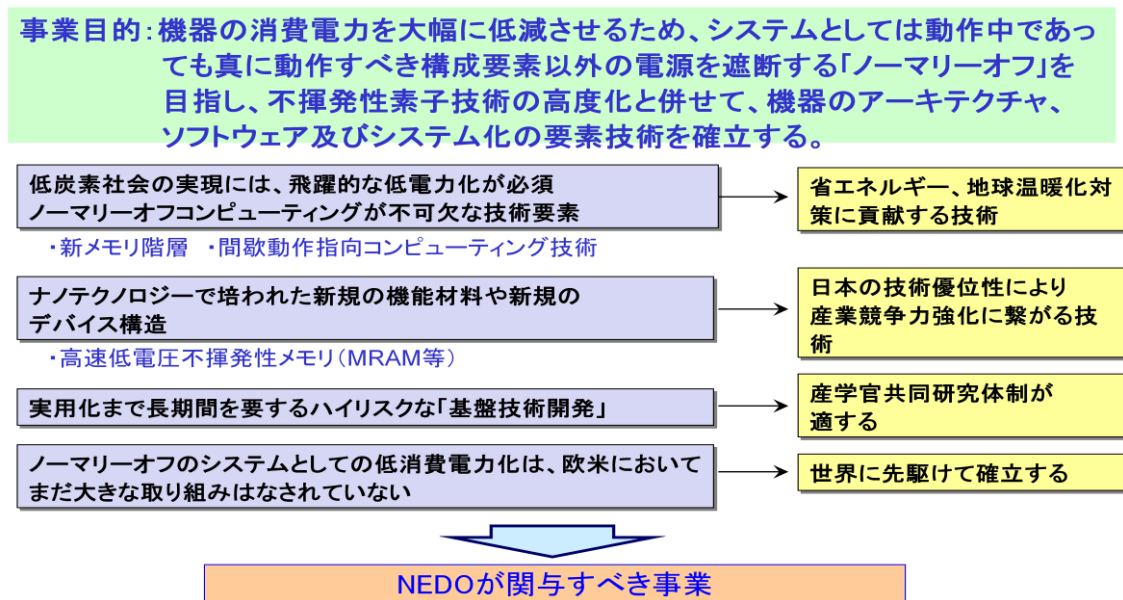 事業目的：機器の消費電力を大幅に低減させるため、システムとしては動作中であっ
ても真に動作すべき構成要素以外の電源を遮断する「ノーマリーオフ」を
目指し、不揮発性素子技術の高度化と併せて、機器のアーキテクチャ、
ソフトウェア及びシステム化の要素技術を確立する。
低炭素社会の実現には、飛躍的な低電力化が必須
ノーマリーオフコンピューティングが不可欠な技術要素
省エネルギー、地球温暖化対
策に貢献する技術
・新メモリ階層　・間歇動作指向コンピューティング技術
ナノテクノロジーで培われた新規の機能材料や新規の
デバイス構造
日本の技術優位性により
産業競争力強化に繋がる技
術
・高速低電圧不揮発性メモリ（MRAM等）
実用化まで長期間を要するハイリスクな「基盤技術開発」
産学官共同研究体制が
適する
ノーマリーオフのシステムとしての低消費電力化は、欧米において
まだ大きな取り組みはなされていない
世界に先駆けて確立する
NEDOが関与すべき事業